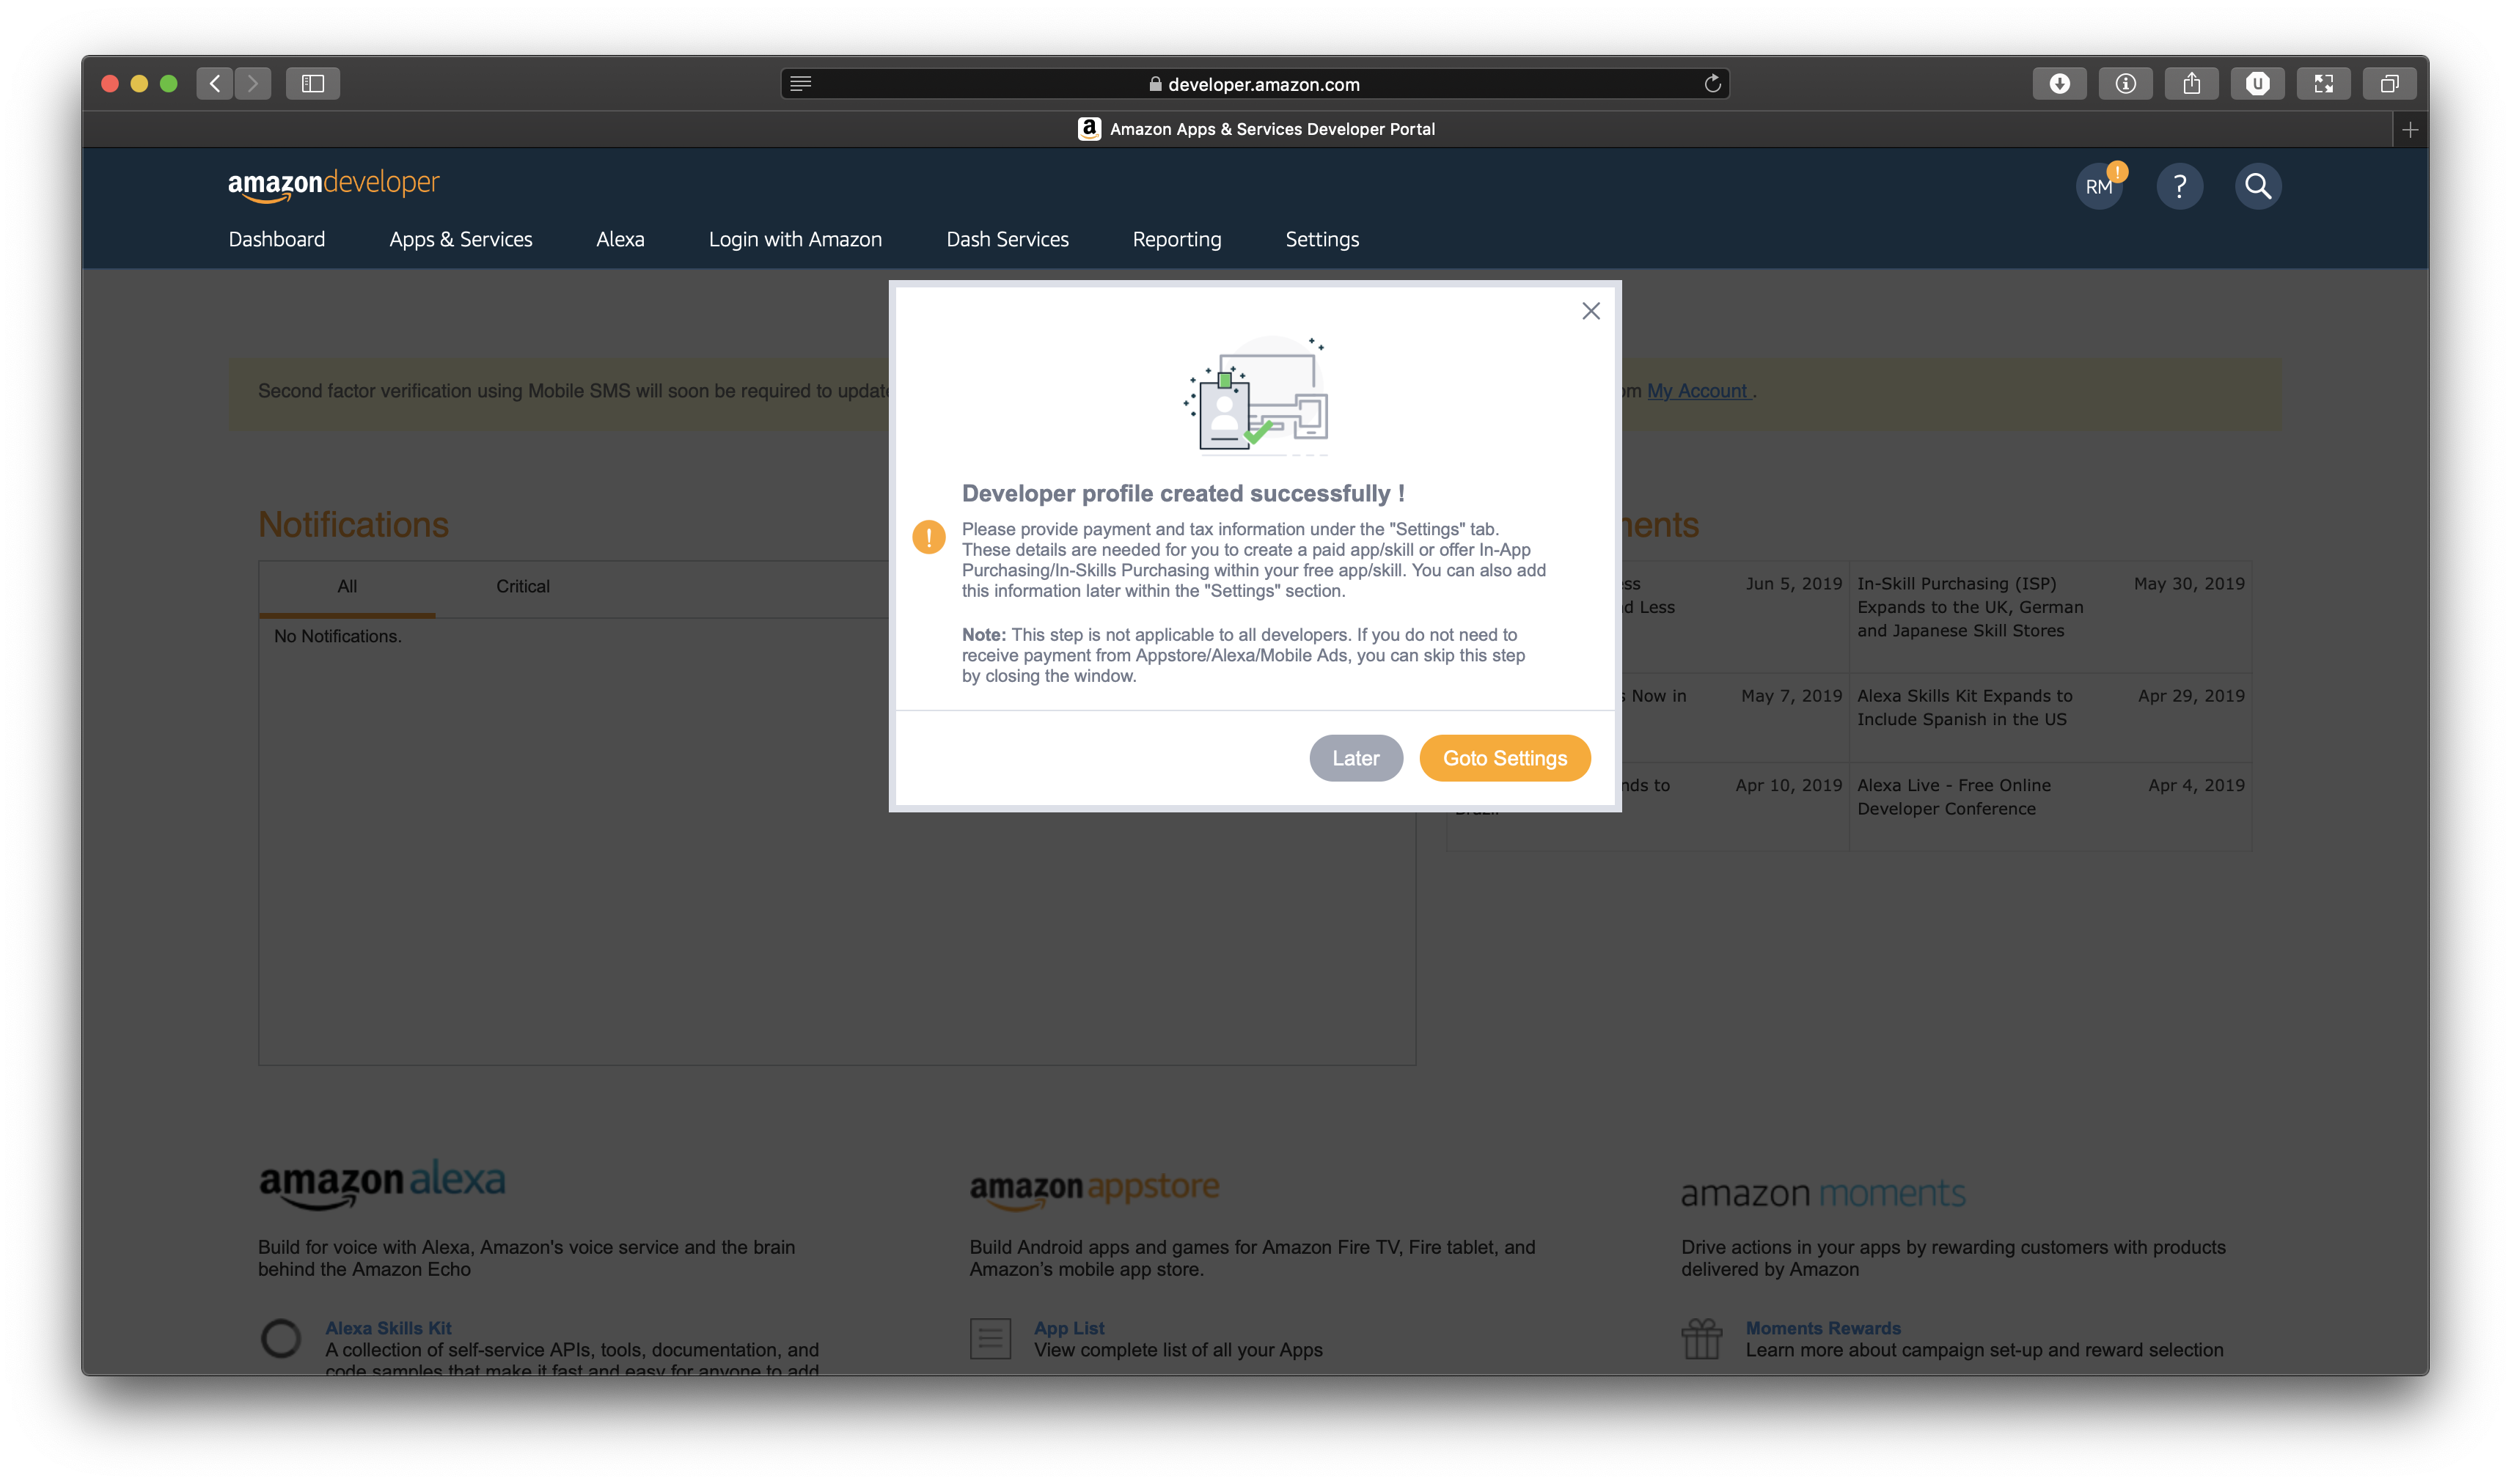 developer.amazon.com
Amazon Apps & Services Developer Portal
amazondeveloper
RM
!
?
Dashboard
Apps & Services
Alexa
Login with Amazon
Dash Services
Reporting
Settings
Second factor verification using Mobile SMS will soon be required to update
My Account .
Developer profile created successfully !
!
Please provide payment and tax information under the "Settings" tab.
These details are needed for you to create a paid app/skill or offer In-App
Purchasing/In-Skills Purchasing within your free app/skill. You can also add
this information later within the "Settings" section.
Note: This step is not applicable to all developers. If you do not need to
receive payment from Appstore/Alexa/Mobile Ads, you can skip this step
by closing the window.
Later
Goto Settings
Notifications
All
Critical
No Notifications.
Jun 5, 2019
d Less
In-Skill Purchasing (ISP)
Expands to the UK, German
and Japanese Skill Stores
May 30, 2019
Now in
May 7, 2019
Alexa Skills Kit Expands to
Include Spanish in the US
Apr 29, 2019
nds to
Apr 10, 2019
Alexa Live - Free Online
Developer Conference
Apr 4, 2019
amazon alexa
Build for voice with Alexa, Amazon's voice service and the brain
behind the Amazon Echo
Alexa Skills Kit
A collection of self-service APIs, tools, documentation, and
code samples that make it fast and easy for anyone to add
amazon appstore
Build Android apps and games for Amazon Fire TV, Fire tablet, and
Amazon's mobile app store.
App List
View complete list of all your Apps
amazon moments
Drive actions in your apps by rewarding customers with products
delivered by Amazon
Moments Rewards
Learn more about campaign set-up and reward selection